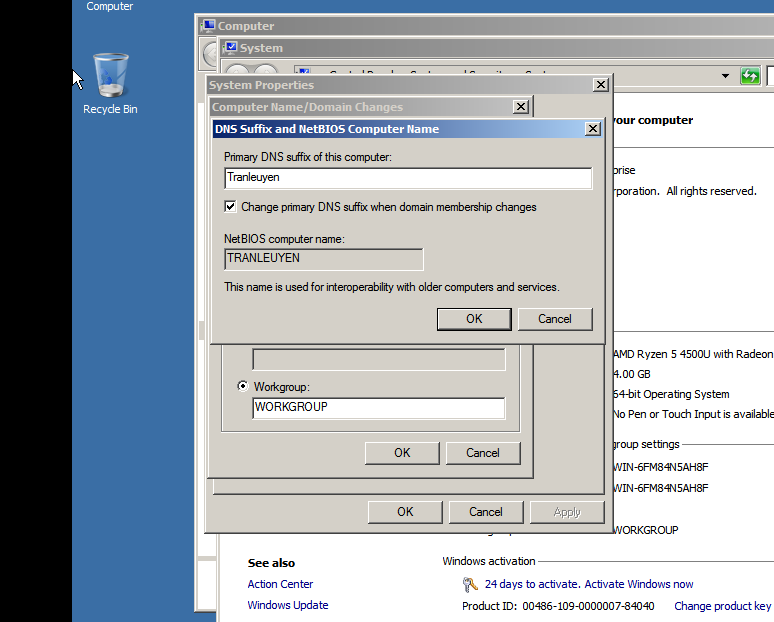 Computer
Recycle Bin
Computer
System
System Properties
Computer Name/Domain Changes
DNS Suffix and NetBIOS Computer Name
Primary DNS suffix of this computer:
Tranleuyen
Change primary DNS suffix when domain membership changes
NetBIOS computer name:
TRANLEUYEN
This name is used for interoperability with older computers and services.
OK
Cancel
your computer
prise
rporation. All rights reserved.
AMD Ryzen 5 4500U with Radeon
4.00 GB
64-bit Operating System
No Pen or Touch Input is available
Workgroup:
WORKGROUP
OK
Cancel
group settings
WIN-6FM84N5AH8F
WIN-6FM84N5AH8F
OK
Cancel
Apply
WORKGROUP
See also
Action Center
Windows Update
Windows activation
24 days to activate. Activate Windows now
Product ID: 00486-109-0000007-84040
Change product key